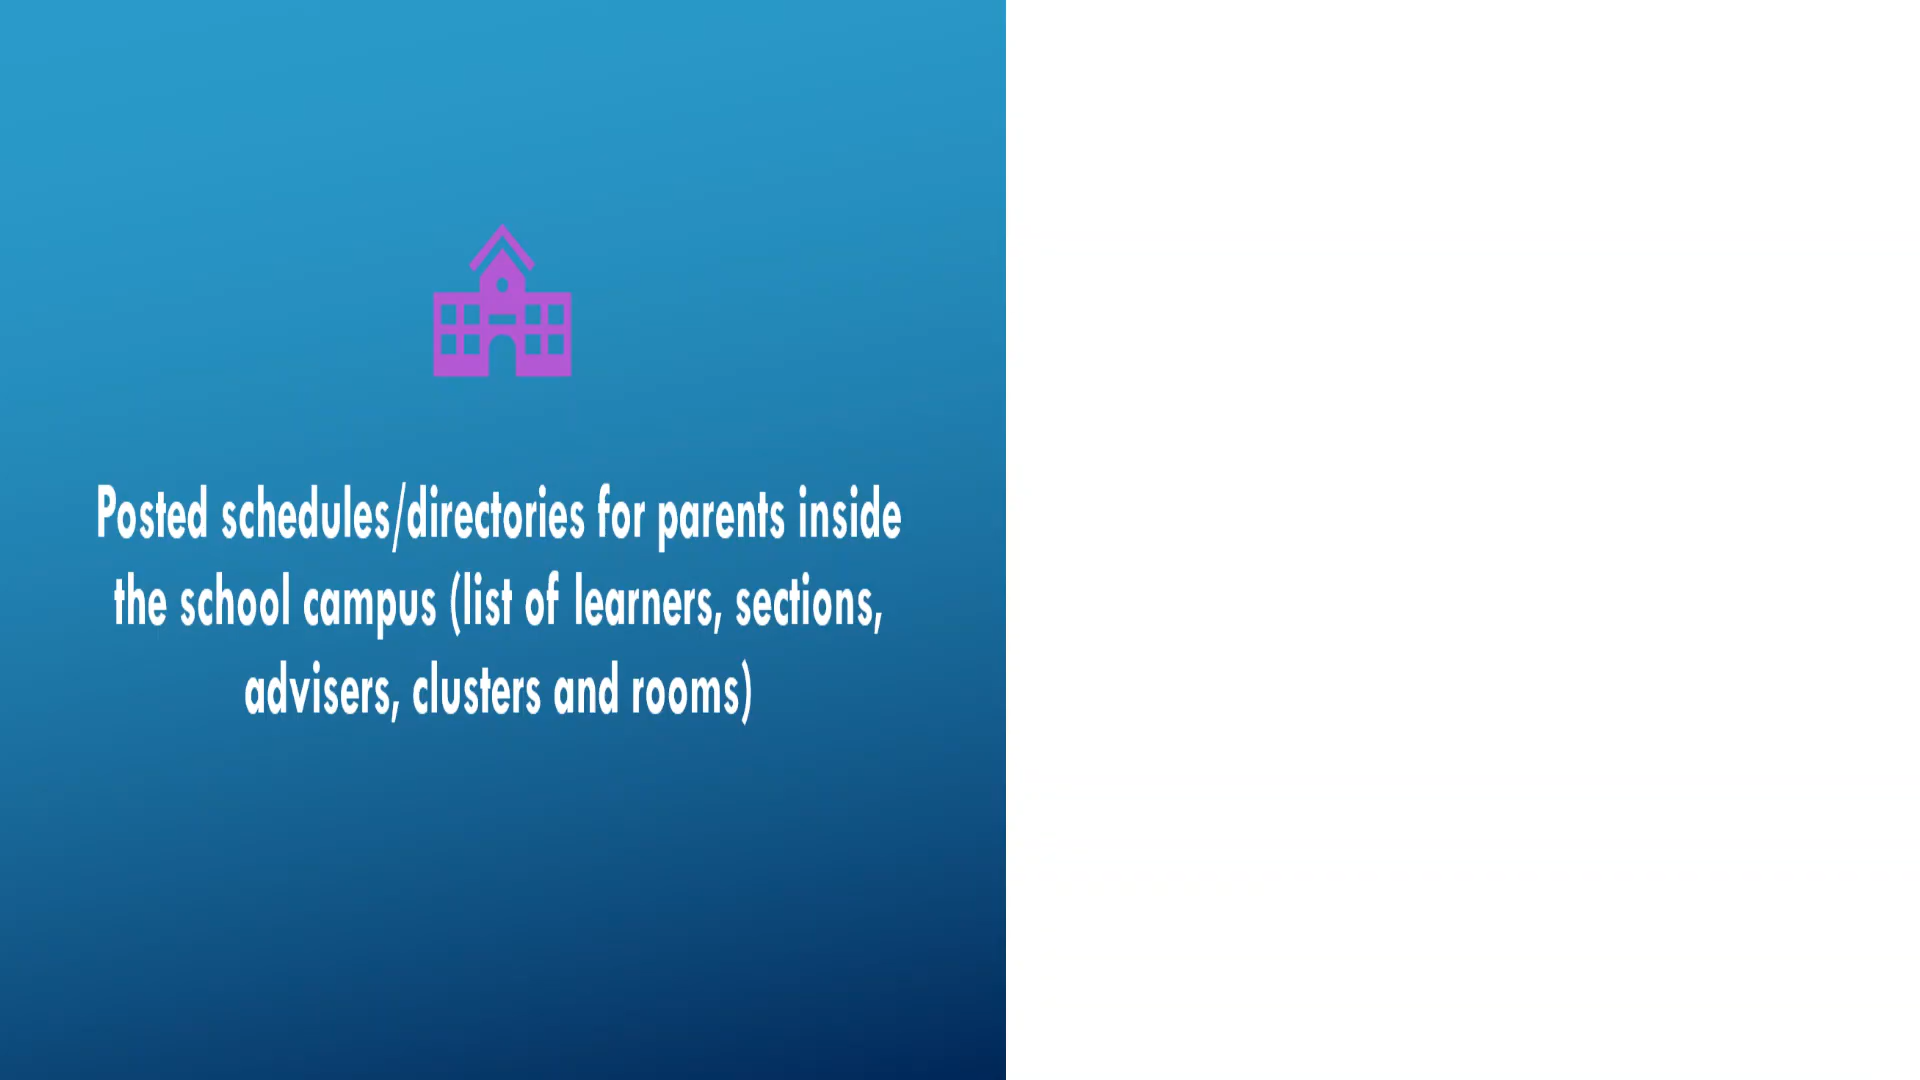 Posted schedules/directories for parents inside
the school campus (list of learners, sections,
advisers, clusters and rooms)